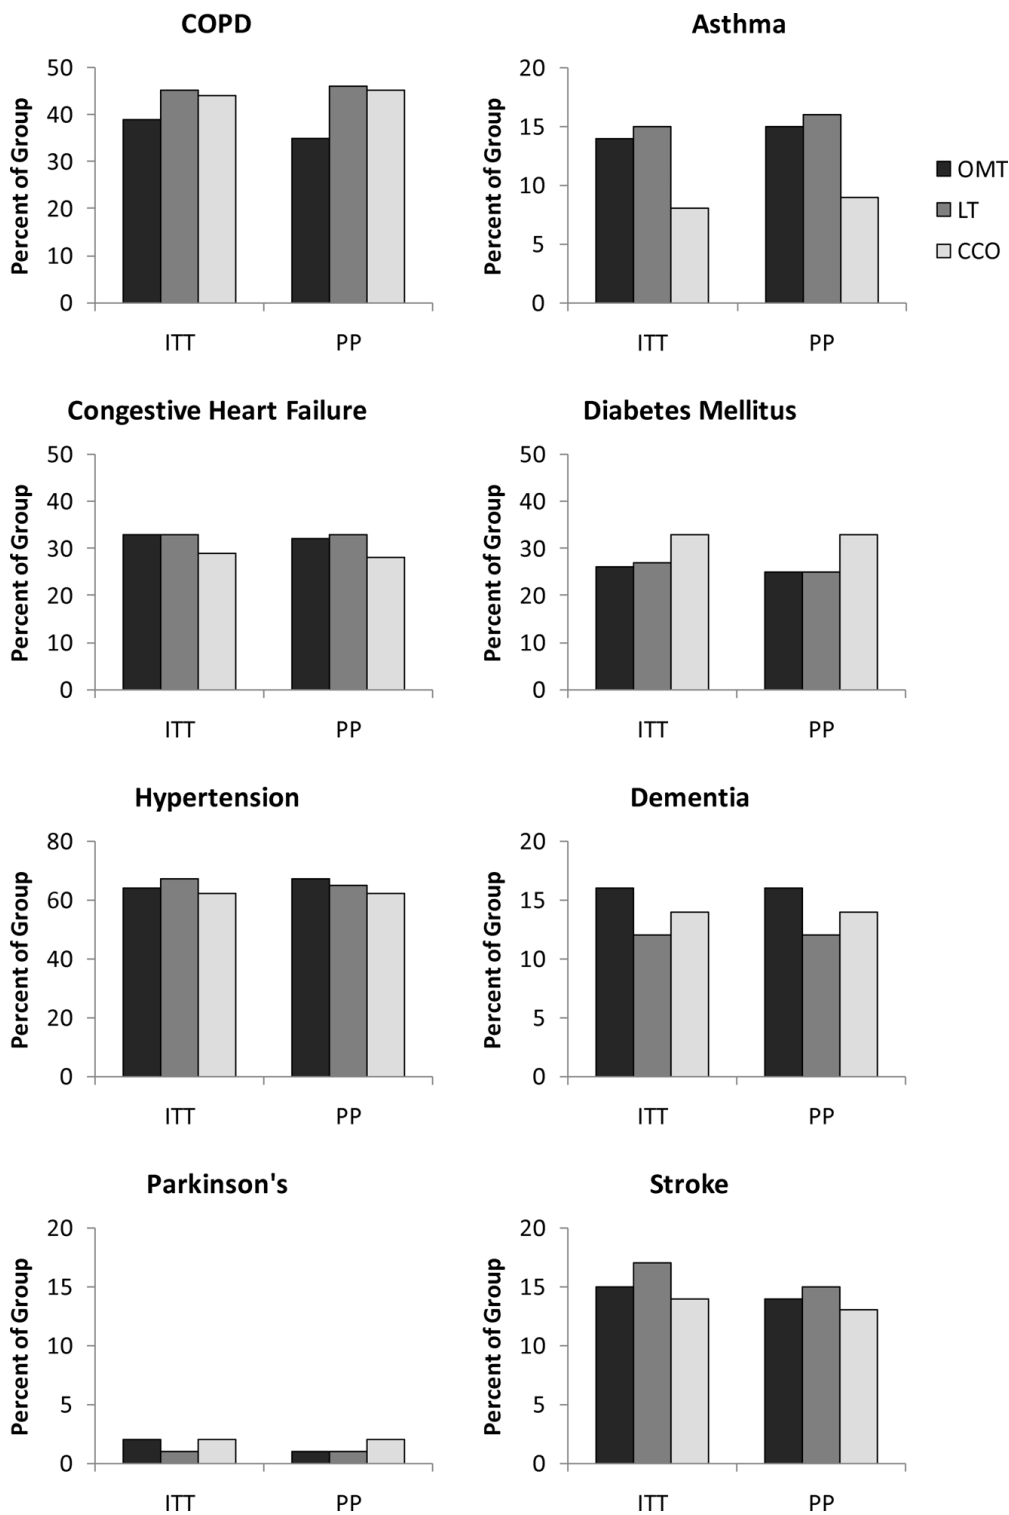 COPD
Percent of Group
50
40
30
20
10
0
ITT PP
Asthma
Percent of Group
20
15
10
5
0
ITT PP
OMT
LT
CCO
Congestive Heart Failure
Percent of Group
50
40
30
20
10
0
ITT PP
Diabetes Mellitus
Percent of Group
50
40
30
20
10
0
ITT PP
Hypertension
Percent of Group
80
60
40
20
0
ITT PP
Dementia
Percent of Group
20
15
10
5
0
ITT PP
Parkinson's
Percent of Group
20
15
10
5
0
ITT PP
Stroke
Percent of Group
20
15
10
5
0
ITT PP